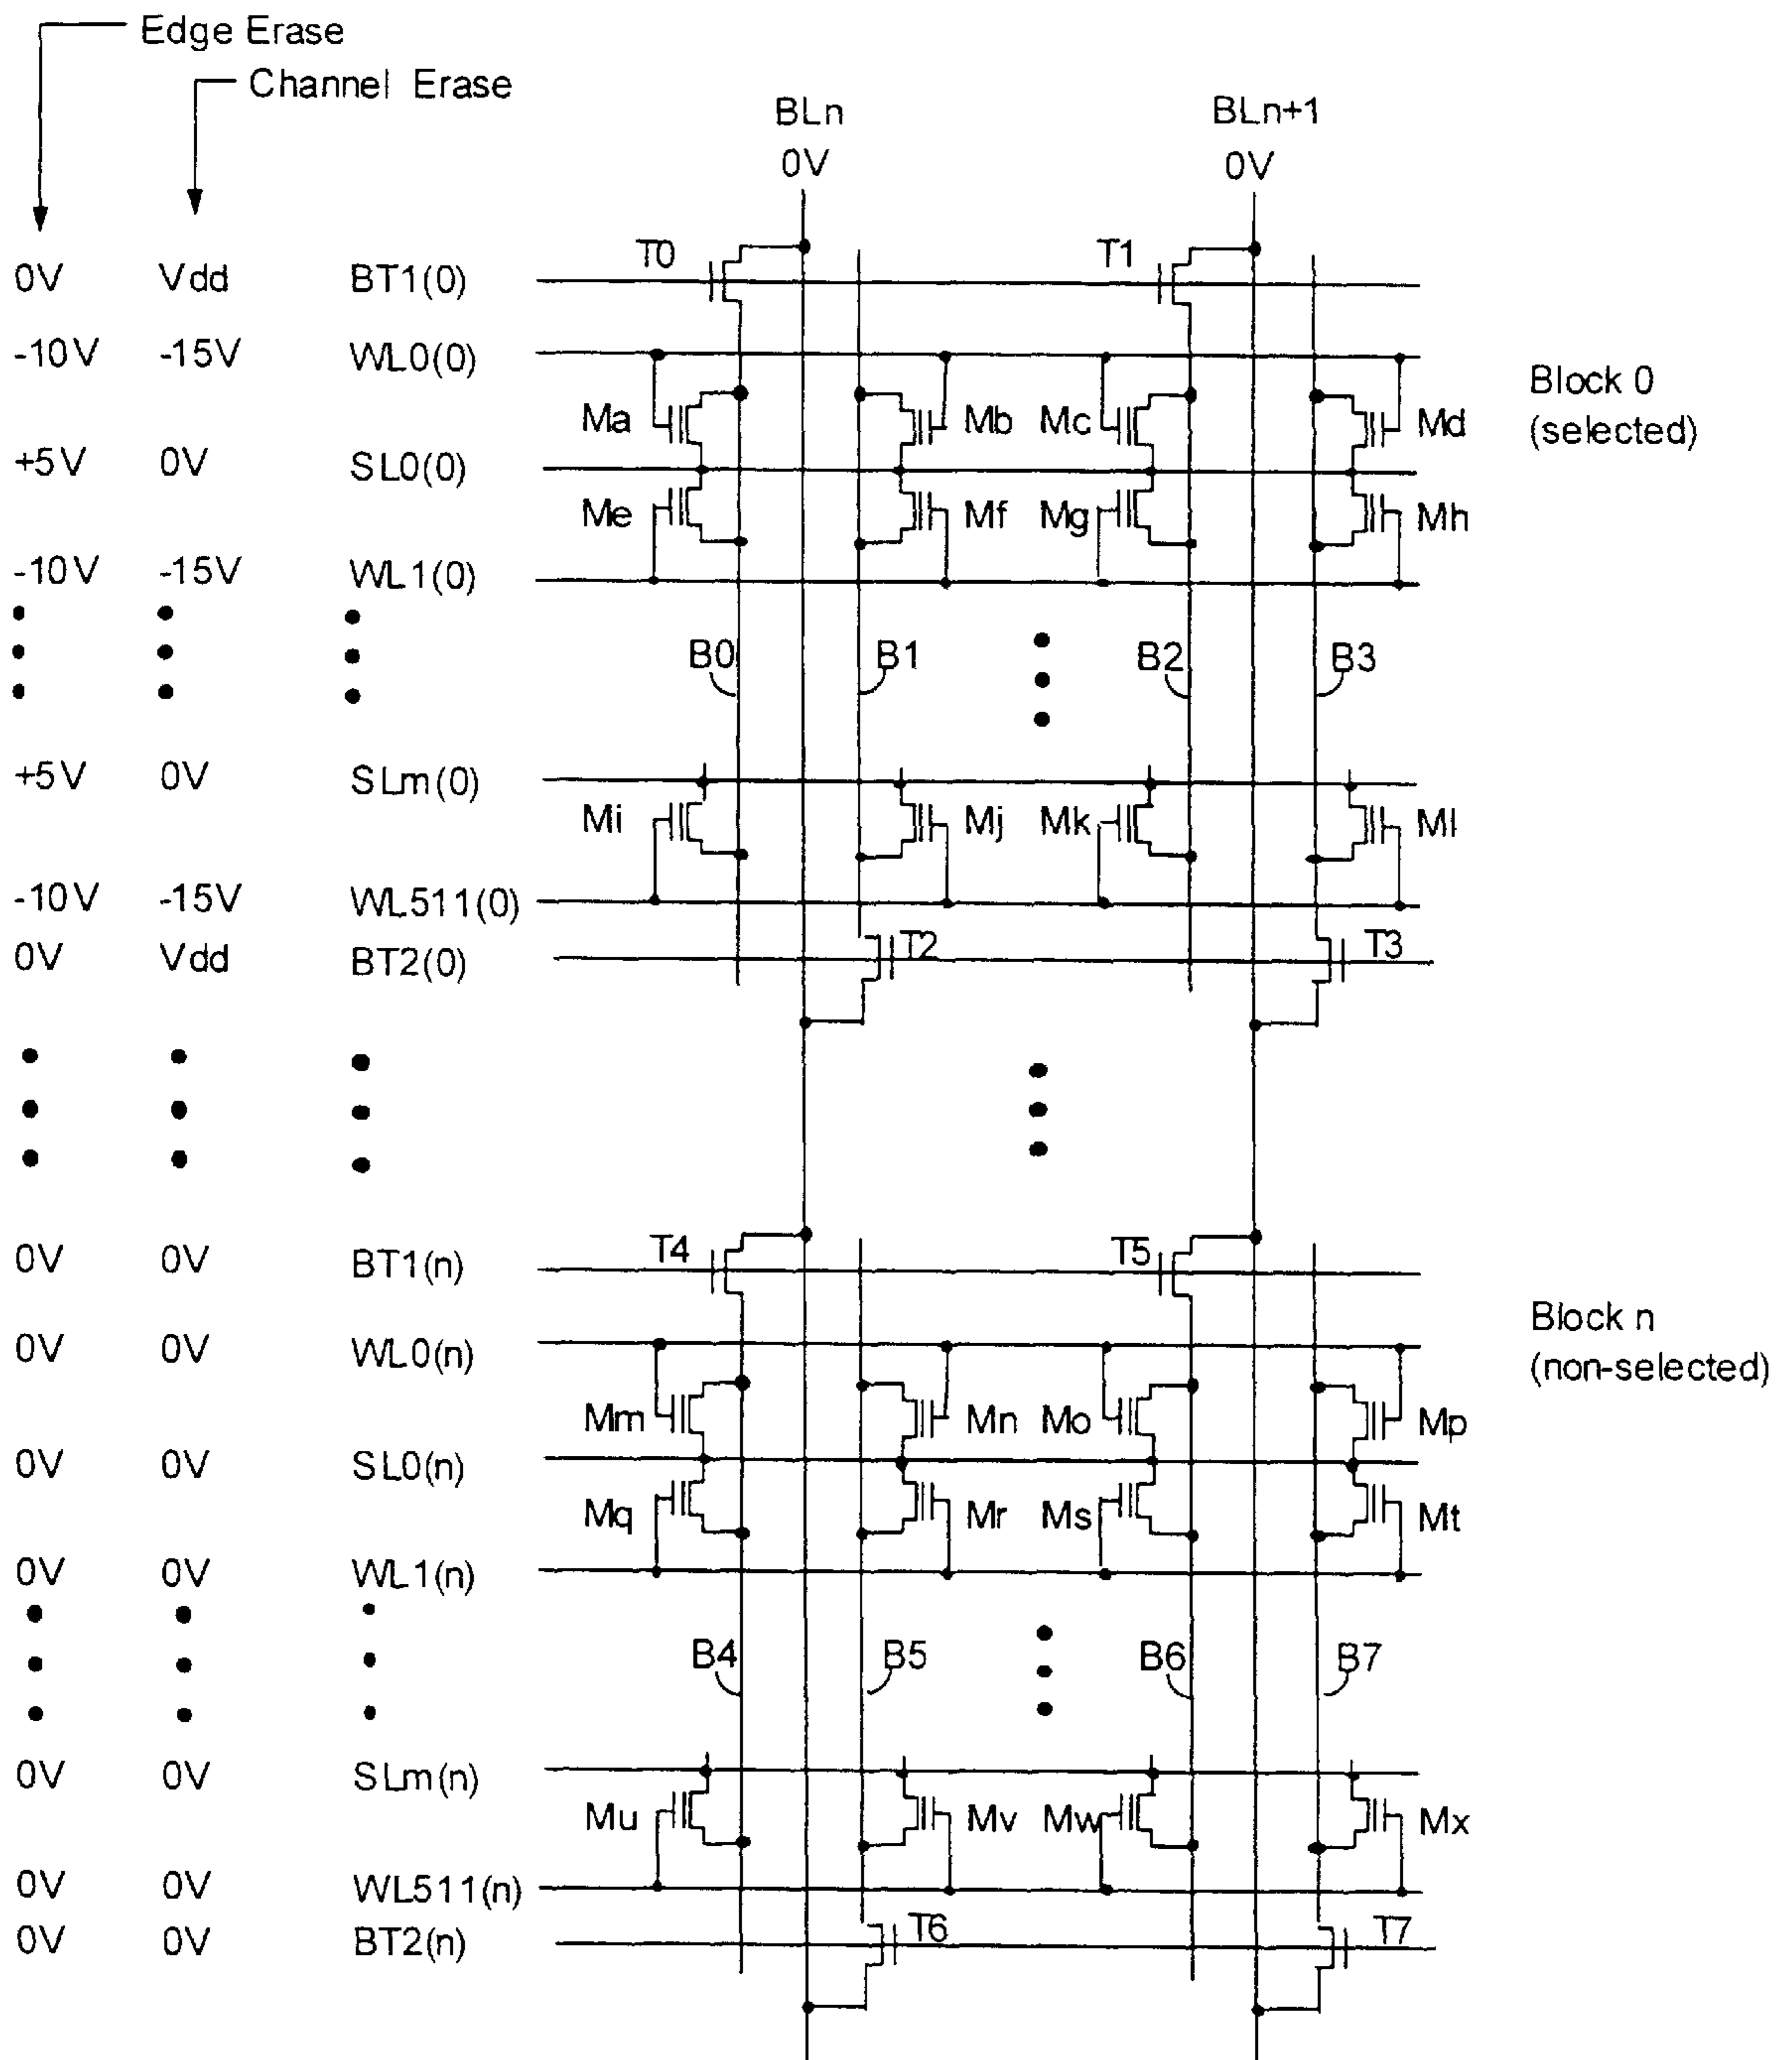 Edge Erase
Channel Erase
BLn BLn+1
0V 0V
0V Vdd BT1(0) T0 T1
-10V -15V WL0(0)
Block 0
(selected)
Ma Mb Mc Md
+5V 0V SL0(0)
Me Mf Mg Mh
-10V -15V WL1(0)
B0 B1 B2 B3
+5V 0V SLm(0)
Mi Mj Mk Ml
-10V -15V WL511(0)
0V Vdd BT2(0) T2 T3
0V 0V BT1(n) T4 T5
Block n
(non-selected)
0V 0V WL0(n)
Mm Mn Mo Mp
0V 0V SL0(n)
Mq Mr Ms Mt
0V 0V WL1(n)
B4 B5 B6 B7
0V 0V SLm(n)
Mu Mv Mw Mx
0V 0V WL511(n)
0V 0V BT2(n) T6 T7